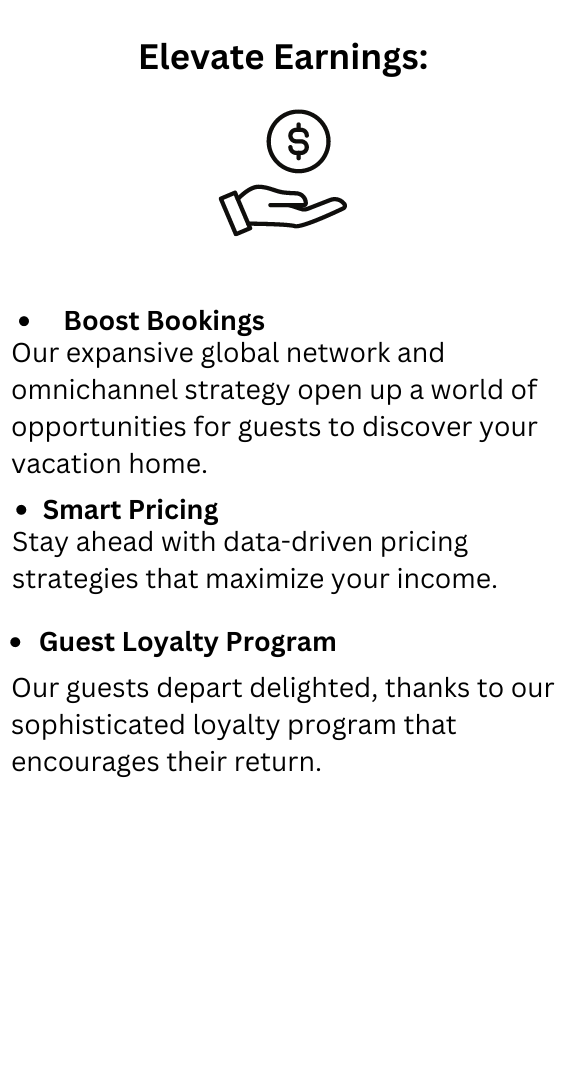 Elevate Earnings:
$
• Boost Bookings
Our expansive global network and
omnichannel strategy open up a world of
opportunities for guests to discover your
vacation home.
• Smart Pricing
Stay ahead with data-driven pricing
strategies that maximize your income.
• Guest Loyalty Program
Our guests depart delighted, thanks to our
sophisticated loyalty program that
encourages their return.